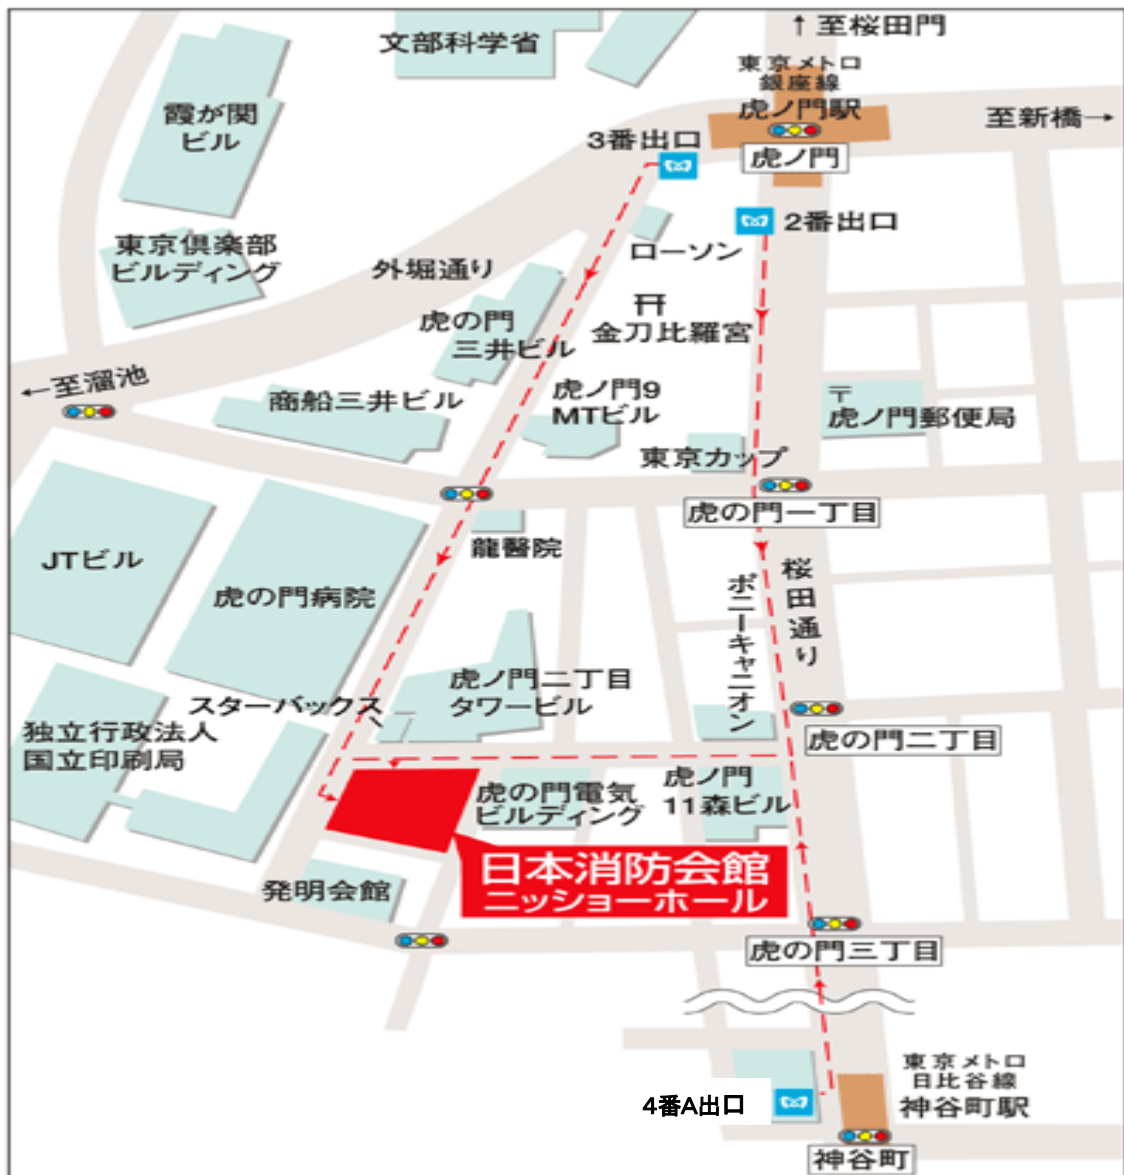 ↑至桜田門
文部科学省
東京メトロ
銀座線
虎ノ門駅
霞が関
ビル
至新橋→
3番出口
虎ノ門
2番出口
東京倶楽部
ビルディング
ローソン
外堀通り
金刀比羅宮
虎の門
三井ビル
←至溜池
商船三井ビル
虎ノ門9
MTビル
〒
虎ノ門郵便局
東京カップ
虎の門一丁目
龍醫院
JTビル
虎の門病院
桜田通り
ポニーキャニオン
虎ノ門二丁目
タワービル
スターバックス
独立行政法人
国立印刷局
虎の門二丁目
虎の門電気
ビルディング
虎ノ門
11森ビル
日本消防会館
ニッショーホール
発明会館
虎の門三丁目
東京メトロ
日比谷線
神谷町駅
4番A出口
神谷町